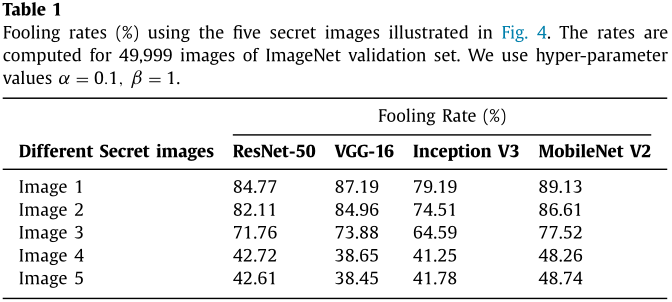 Table 1
Fooling rates (%) using the five secret images illustrated in Fig. 4. The rates are
computed for 49,999 images of ImageNet validation set. We use hyper-parameter
values α = 0.1, β = 1.
Fooling Rate (%)
Different Secret images ResNet-50 VGG-16 Inception V3 MobileNet V2
Image 1 84.77 87.19 79.19 89.13
Image 2 82.11 84.96 74.51 86.61
Image 3 71.76 73.88 64.59 77.52
Image 4 42.72 38.65 41.25 48.26
Image 5 42.61 38.45 41.78 48.74